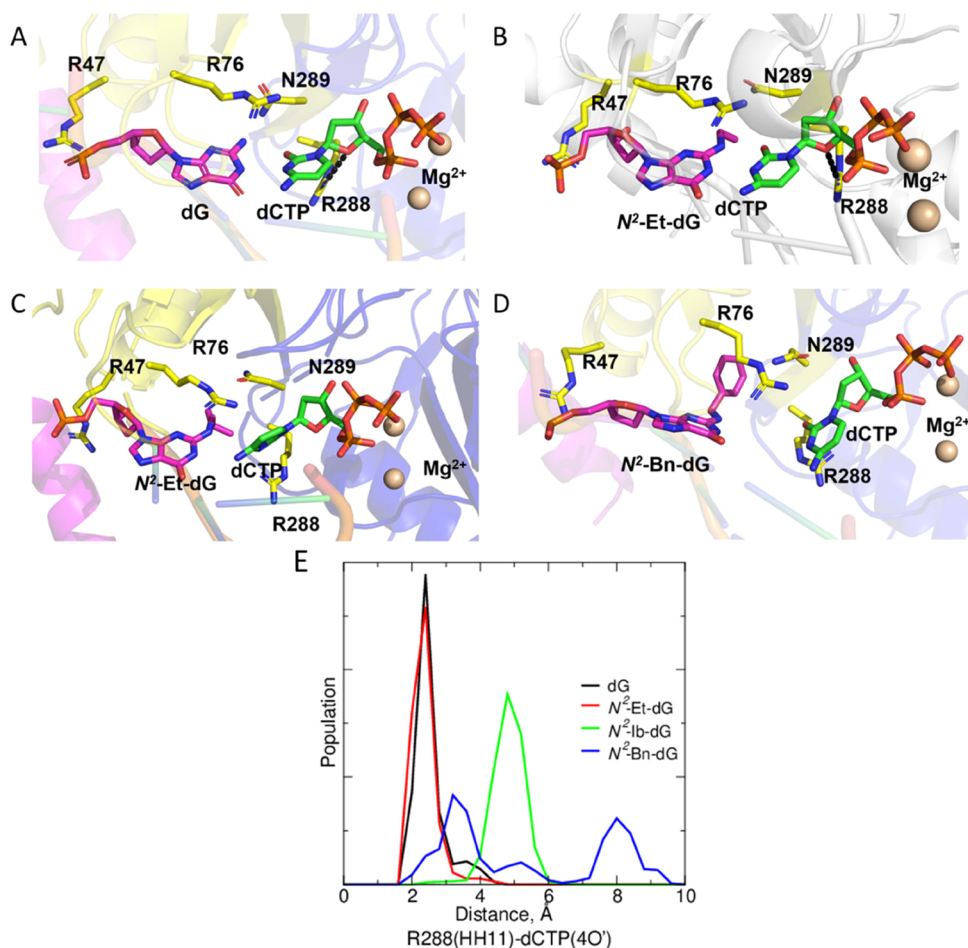 A
R47
R76
N289
dG
dCTP
R288
Mg²⁺
B
R47
R76
N289
N²-Et-dG
dCTP
R288
Mg²⁺
C
R47
R76
N289
N²-Et-dG
dCTP
R288
Mg²⁺
D
R47
R76
N289
N²-Bn-dG
dCTP
R288
Mg²⁺
E
Population
dG
N²-Et-dG
N²-Ib-dG
N²-Bn-dG
0 2 4 6 8 10
Distance, Å
R288(HH11)-dCTP(4O')